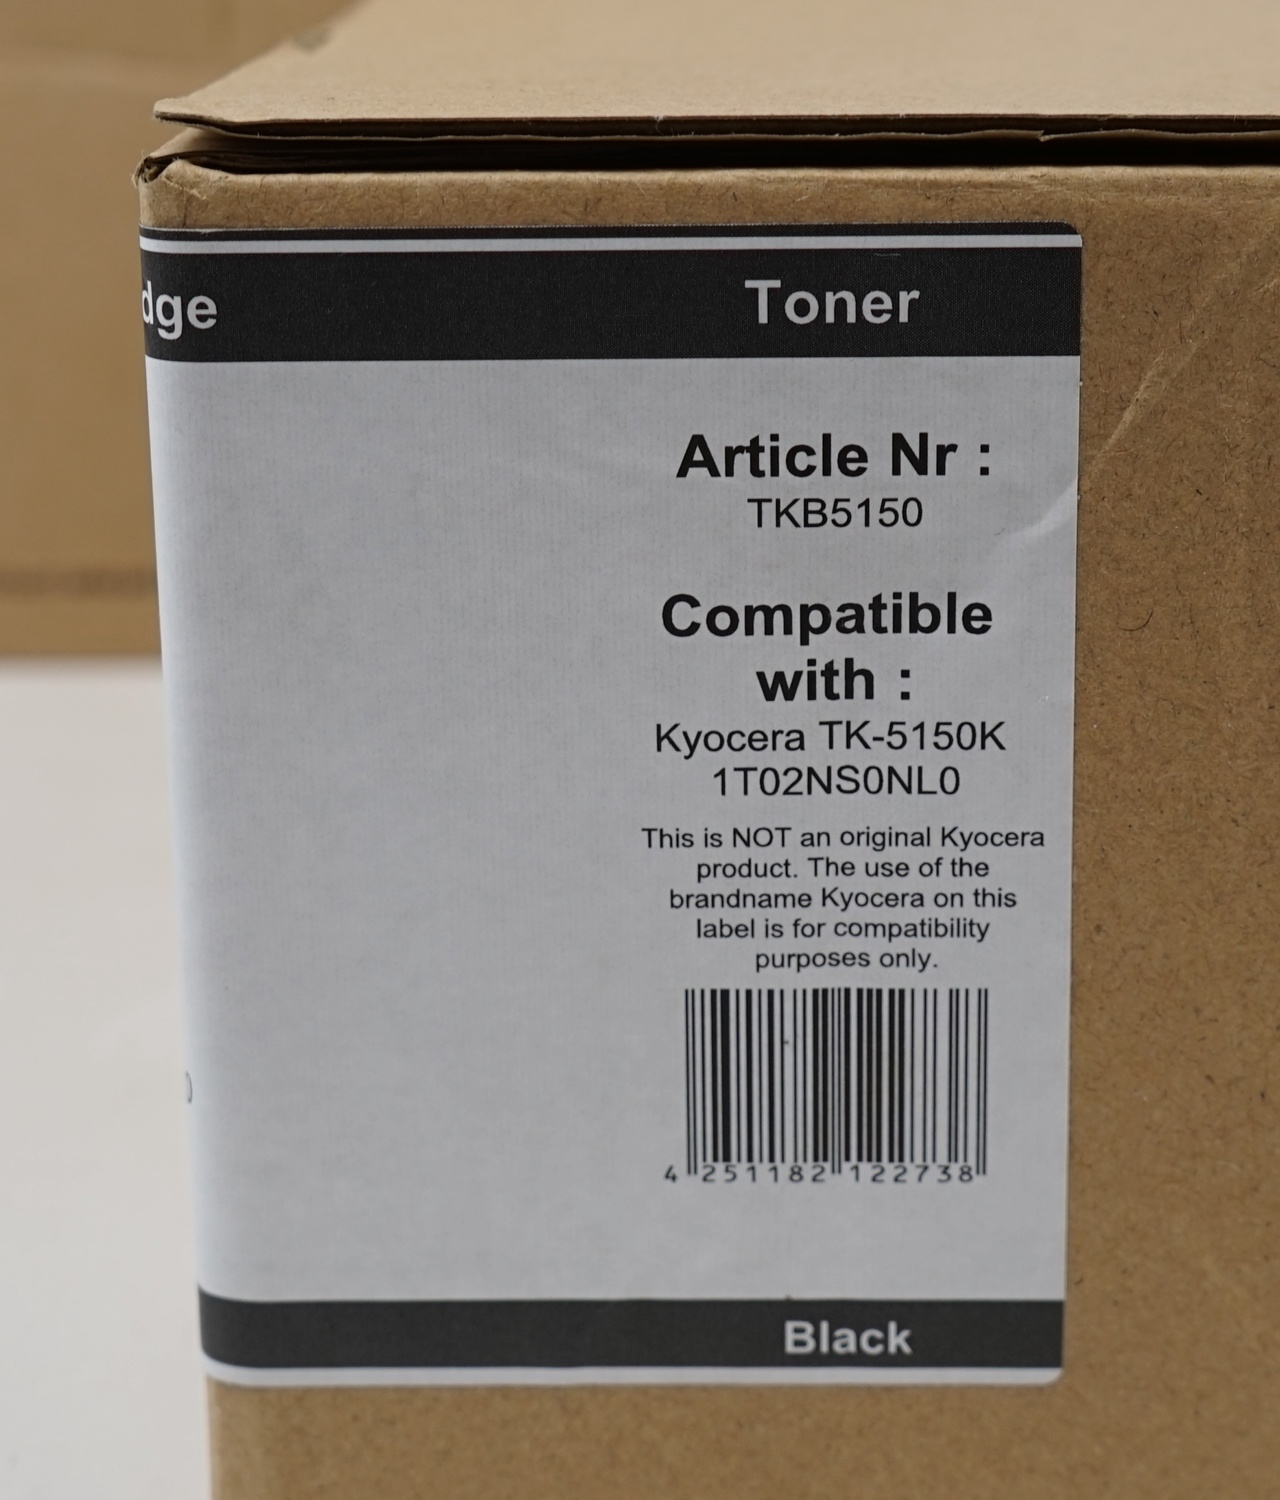 dge
Toner
Article Nr :
TKB5150
Compatible
with :
Kyocera TK-5150K
1T02NS0NL0
This is NOT an original Kyocera
product. The use of the
brandname Kyocera on this
label is for compatibility
purposes only.
4 251182 122738
Black